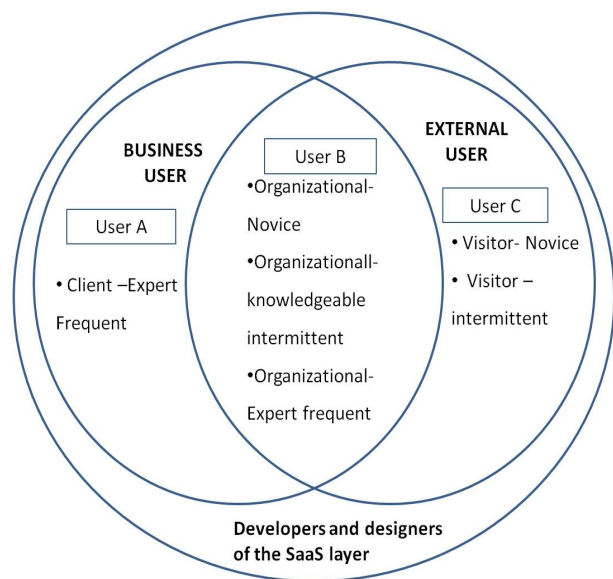 BUSINESS
USER
User A
• Client –Expert
Frequent
User B
•Organizational-
Novice
•Organizationall-
knowledgeable
intermittent
•Organizational-
Expert frequent
EXTERNAL
USER
User C
• Visitor- Novice
• Visitor –
intermittent
Developers and designers
of the SaaS layer